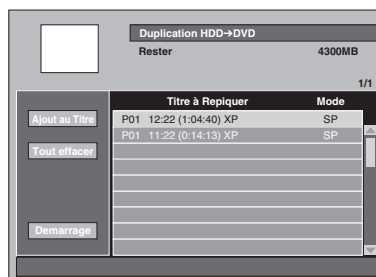 Duplication HDD→DVD
Rester 4300MB
1/1
Titre à Repiquer Mode
Ajout au Titre
P01 12:22 (1:04:40) XP SP
P01 11:22 (0:14:13) XP SP
Tout effacer
Demarrage